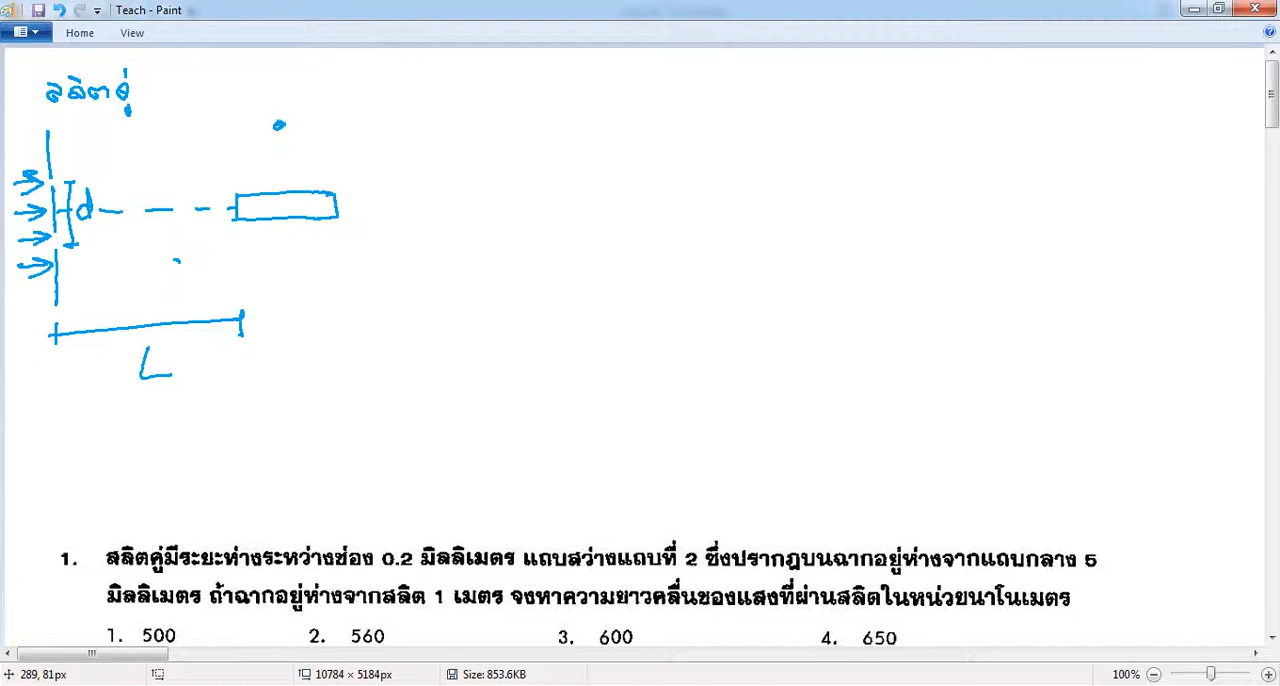 Teach - Paint
Home View
สลิตคู่
d
L
1. สลิตคู่มีระยะห่างระหว่างช่อง 0.2 มิลลิเมตร แถบสว่างแถบที่ 2 ซึ่งปรากฎบนฉากอยู่ห่างจากแถบกลาง 5
มิลลิเมตร ถ้าฉากอยู่ห่างจากสลิต 1 เมตร จงหาความยาวคลื่นของแสงที่ผ่านสลิตในหน่วยนาโนเมตร
1. 500 2. 560 3. 600 4. 650
289, 81px 10784 × 5184px Size: 853.6KB 100%